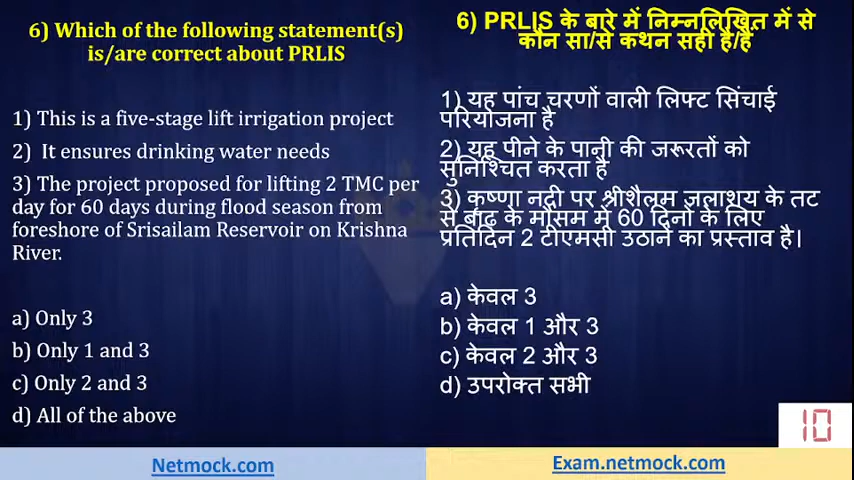 6) Which of the following statement(s)
is/are correct about PRLIS
1) This is a five-stage lift irrigation project
2) It ensures drinking water needs
3) The project proposed for lifting 2 TMC per
day for 60 days during flood season from
foreshore of Srisailam Reservoir on Krishna
River.
a) Only 3
b) Only 1 and 3
c) Only 2 and 3
d) All of the above
6) PRLIS के बारे में निम्नलिखित में से
कौन सा/से कथन सही है/हैं
1) यह पांच चरणों वाली लिफ्ट सिंचाई
परियोजना है
2) यह पीने के पानी की जरूरतों को
सुनिश्चित करता है
3) कृष्णा नदी पर श्रीशैलम जलाशय के तट
से बाढ़ के मौसम में 60 दिनों के लिए
प्रतिदिन 2 टीएमसी उठाने का प्रस्ताव है।
a) केवल 3
b) केवल 1 और 3
c) केवल 2 और 3
d) उपरोक्त सभी
10
Netmock.com
Exam.netmock.com